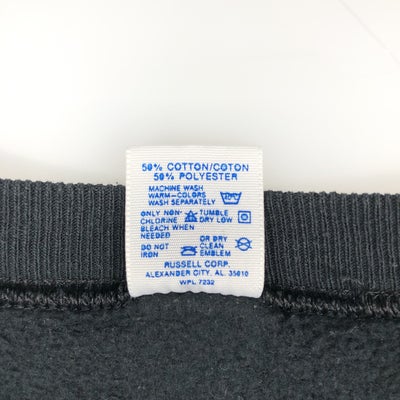 50% COTTON/COTON
50% POLYESTER
MACHINE WASH
WARM-COLORS
WASH SEPARATELY
ONLY NON- TUMBLE
CHLORINE DRY LOW
BLEACH WHEN
NEEDED
DO NOT OR DRY
IRON CLEAN
EMBLEM
RUSSELL CORP.
ALEXANDER CITY, AL. 35010
WPL 7232